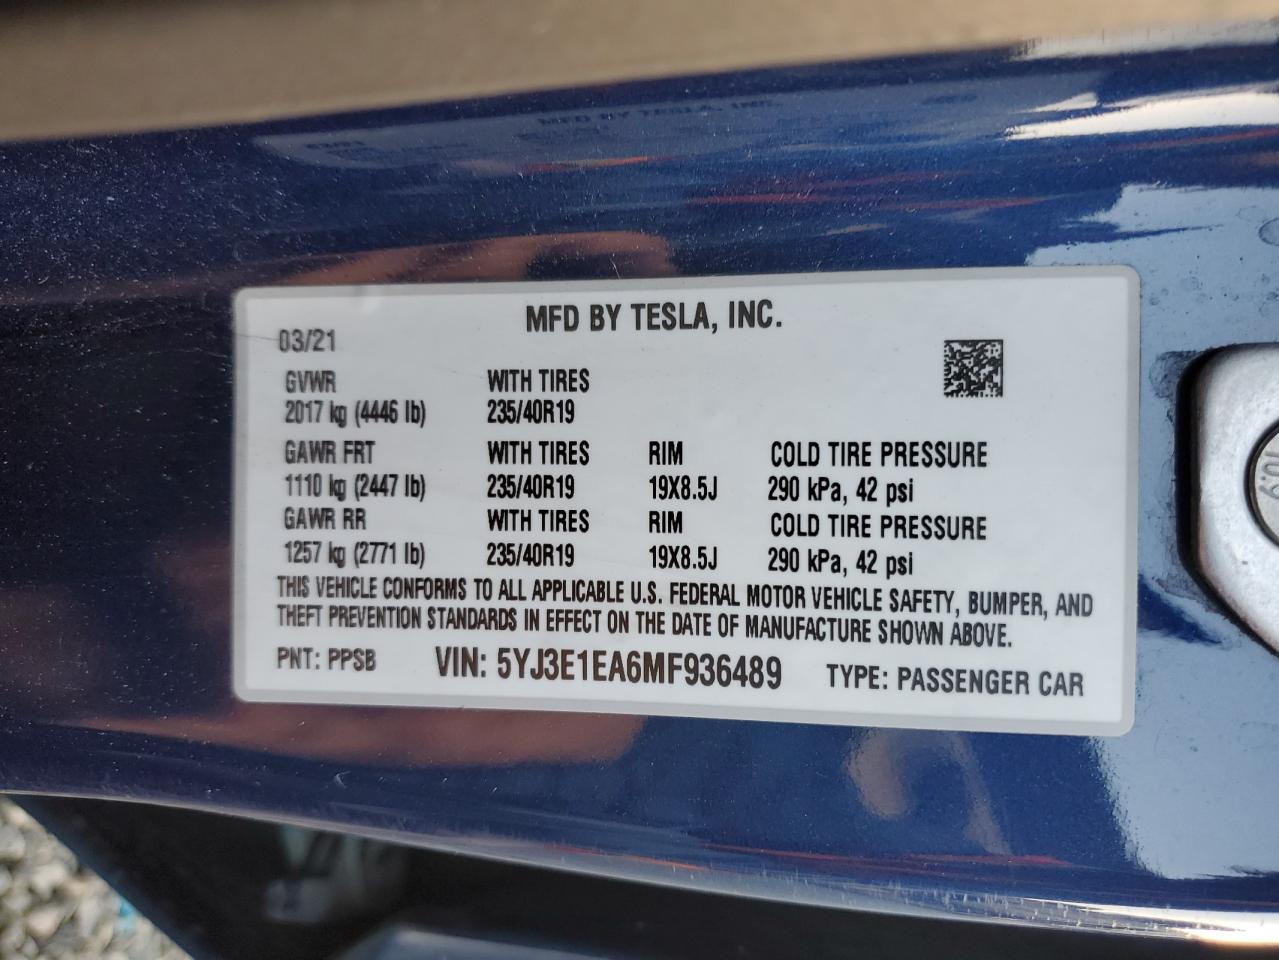 MFD BY TESLA, INC.
03/21
GVWR WITH TIRES
2017 kg (4446 lb) 235/40R19
GAWR FRT WITH TIRES RIM COLD TIRE PRESSURE
1110 kg (2447 lb) 235/40R19 19X8.5J 290 kPa, 42 psi
GAWR RR WITH TIRES RIM COLD TIRE PRESSURE
1257 kg (2771 lb) 235/40R19 19X8.5J 290 kPa, 42 psi
THIS VEHICLE CONFORMS TO ALL APPLICABLE U.S. FEDERAL MOTOR VEHICLE SAFETY, BUMPER, AND
THEFT PREVENTION STANDARDS IN EFFECT ON THE DATE OF MANUFACTURE SHOWN ABOVE.
PNT: PPSB VIN: 5YJ3E1EA6MF936489 TYPE: PASSENGER CAR
10.9